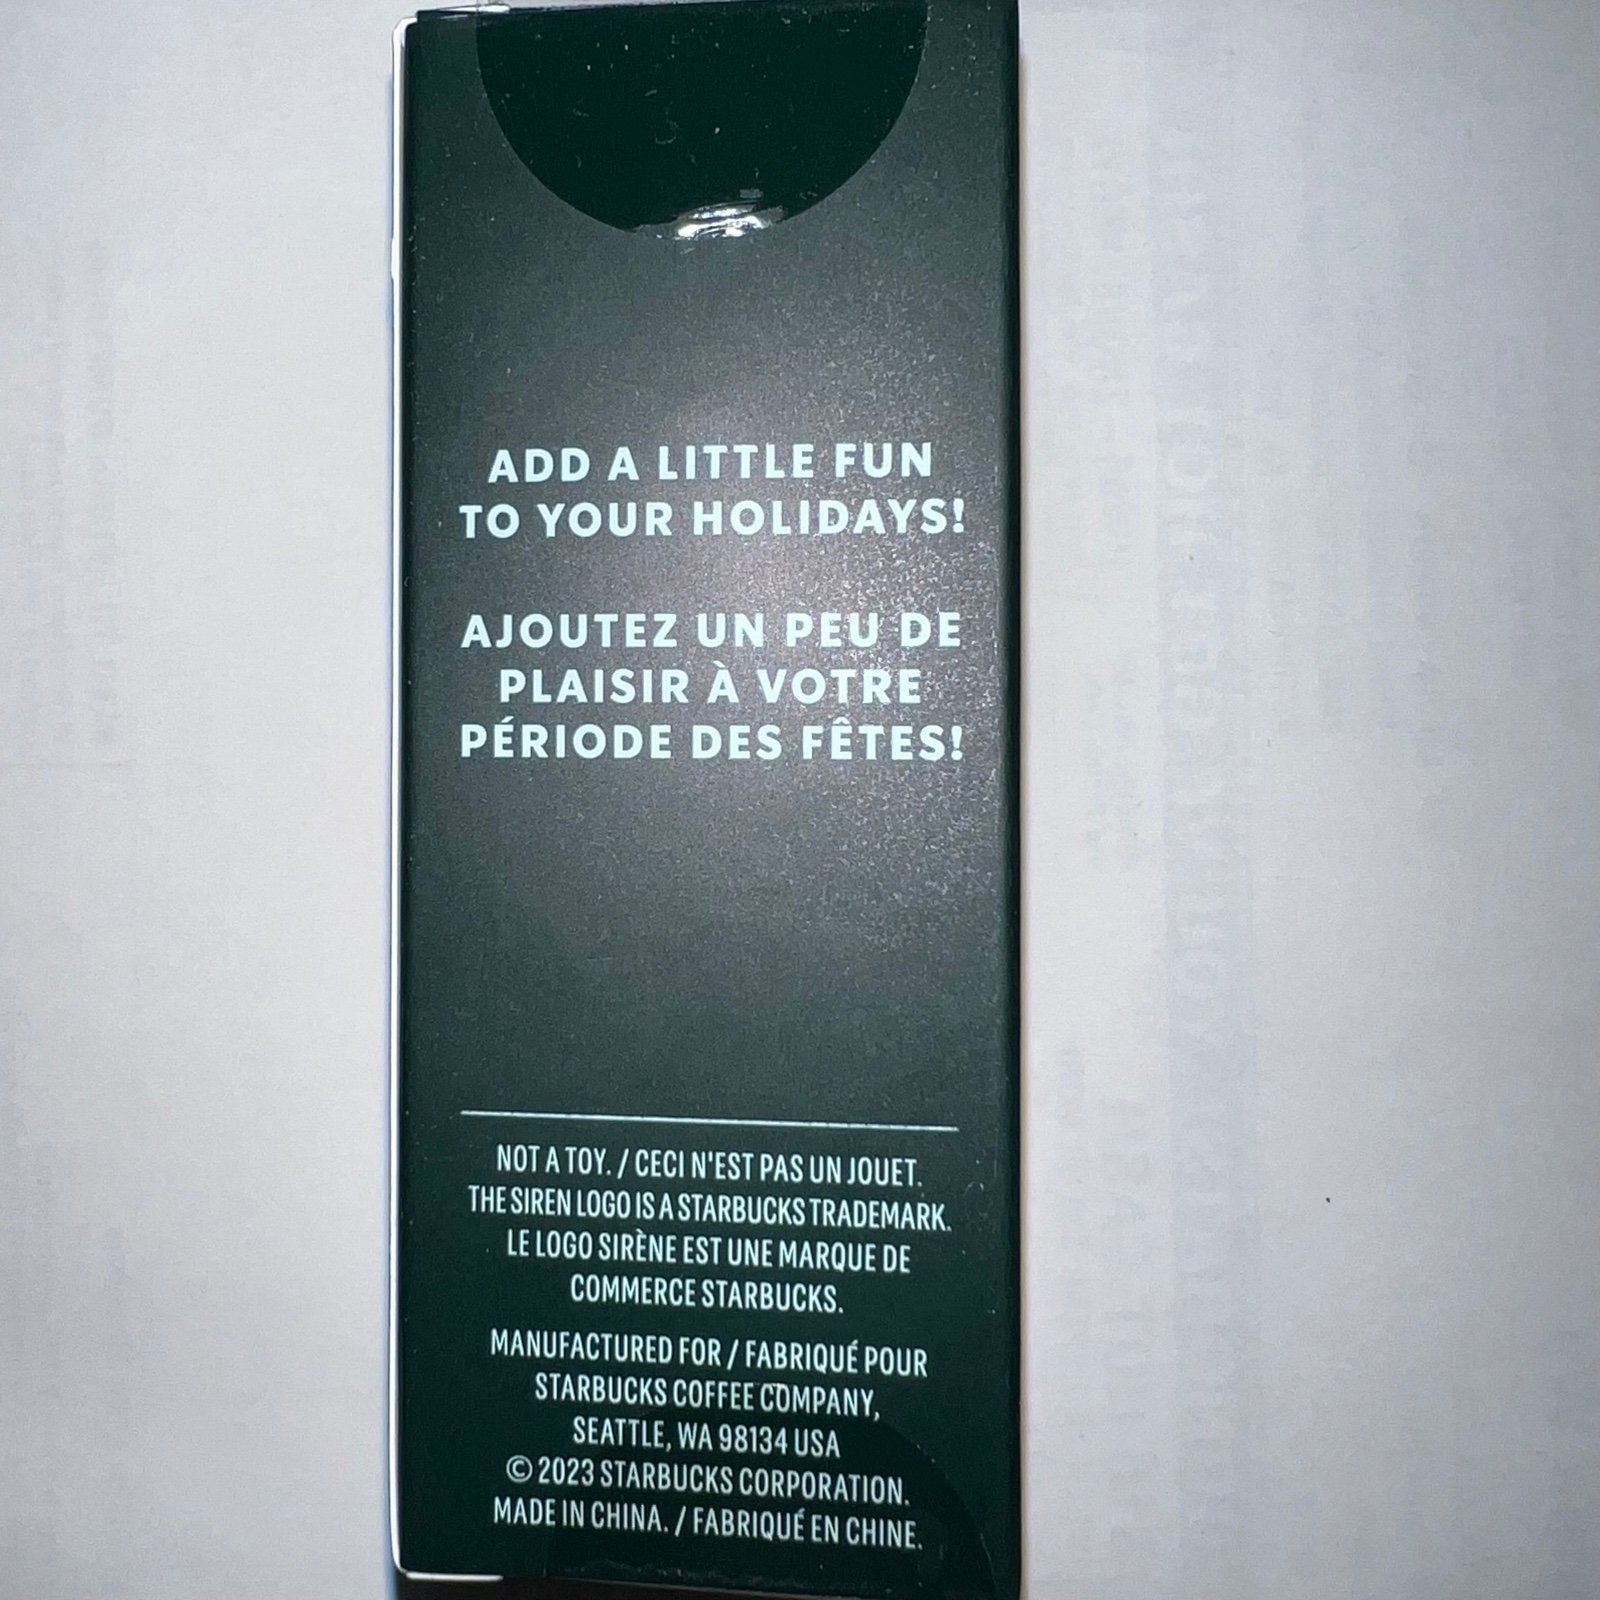 ADD A LITTLE FUN
TO YOUR HOLIDAYS!
AJOUTEZ UN PEU DE
PLAISIR À VOTRE
PÉRIODE DES FÊTES!
NOT A TOY. / CECI N'EST PAS UN JOUET.
THE SIREN LOGO IS A STARBUCKS TRADEMARK.
LE LOGO SIRÈNE EST UNE MARQUE DE
COMMERCE STARBUCKS.
MANUFACTURED FOR / FABRIQUÉ POUR
STARBUCKS COFFEE COMPANY,
SEATTLE, WA 98134 USA
© 2023 STARBUCKS CORPORATION.
MADE IN CHINA. / FABRIQUÉ EN CHINE.